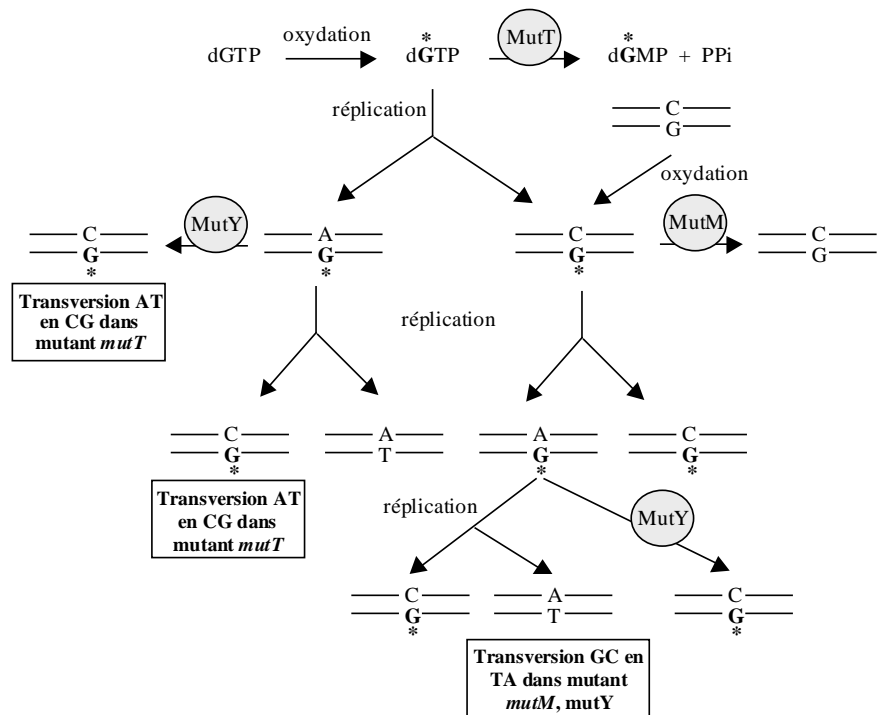 oxydation
*
*
dGTP
dGTP
MutT
dGMP + PPi
réplication
C
G
oxydation
C
G
*
MutY
A
G
*
C
G
*
MutM
C
G
Transversion AT
en CG dans
mutant mutT
réplication
C
G
*
A
T
A
G
*
C
G
*
Transversion AT
en CG dans
mutant mutT
réplication
MutY
C
G
*
A
T
C
G
*
Transversion GC en
TA dans mutant
mutM, mutY